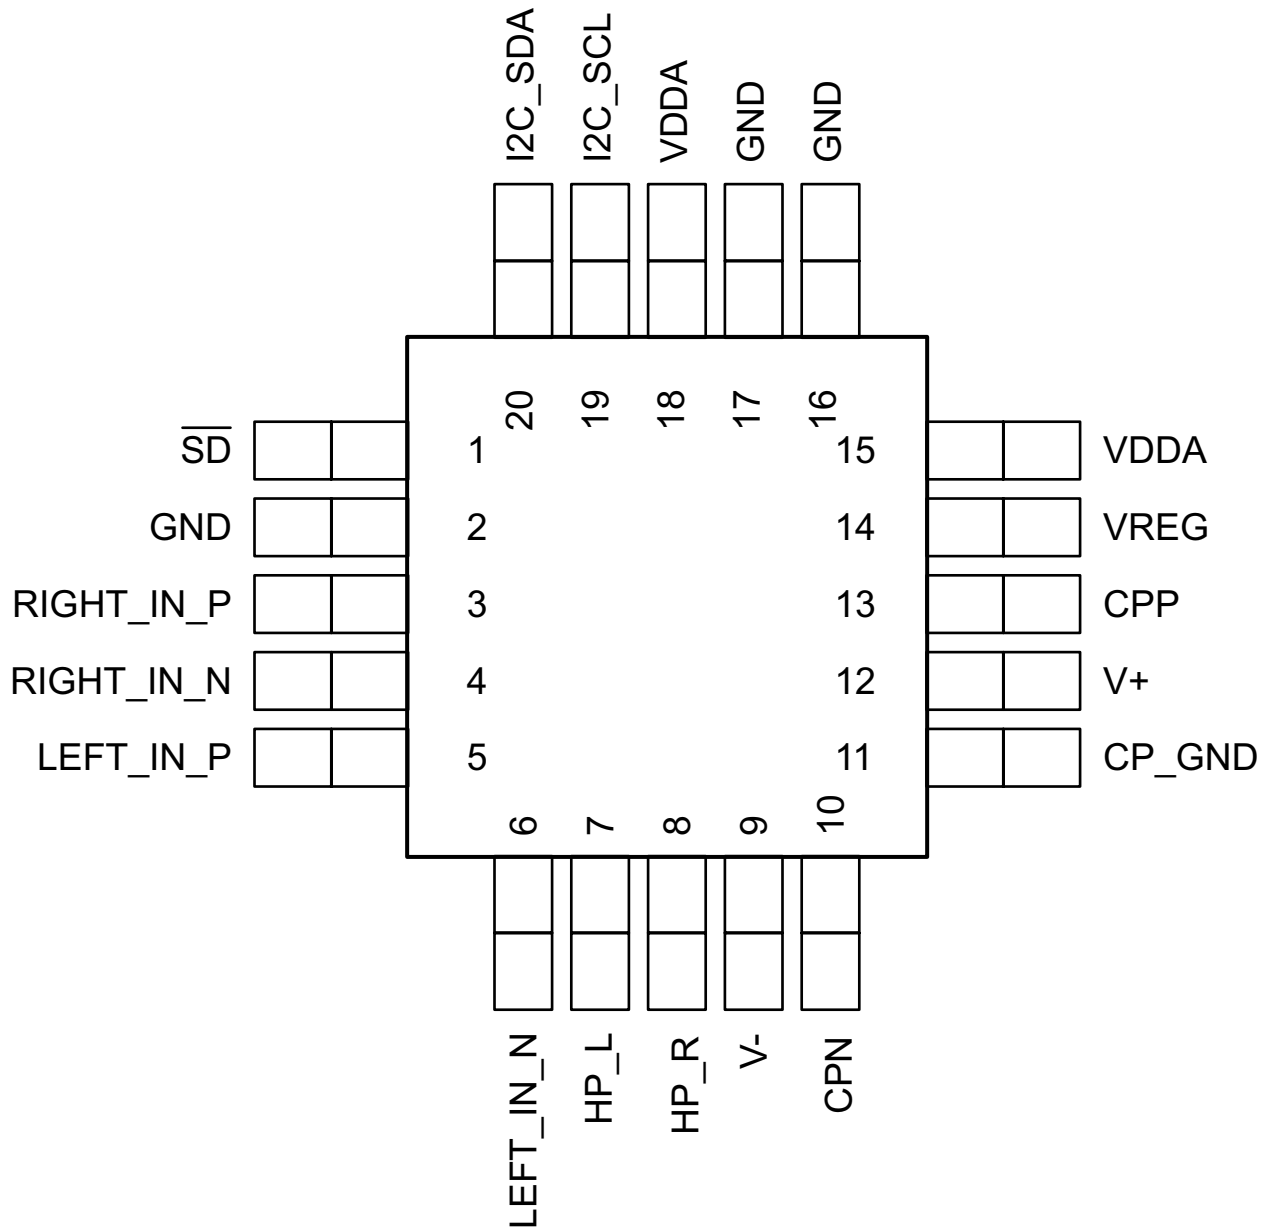 I2C_SDA
I2C_SCL
VDDA
GND
GND
20
19
18
17
16
S̅D̅ 1
GND 2
RIGHT_IN_P 3
RIGHT_IN_N 4
LEFT_IN_P 5
15 VDDA
14 VREG
13 CPP
12 V+
11 CP_GND
6
7
8
9
10
LEFT_IN_N
HP_L
HP_R
V-
CPN